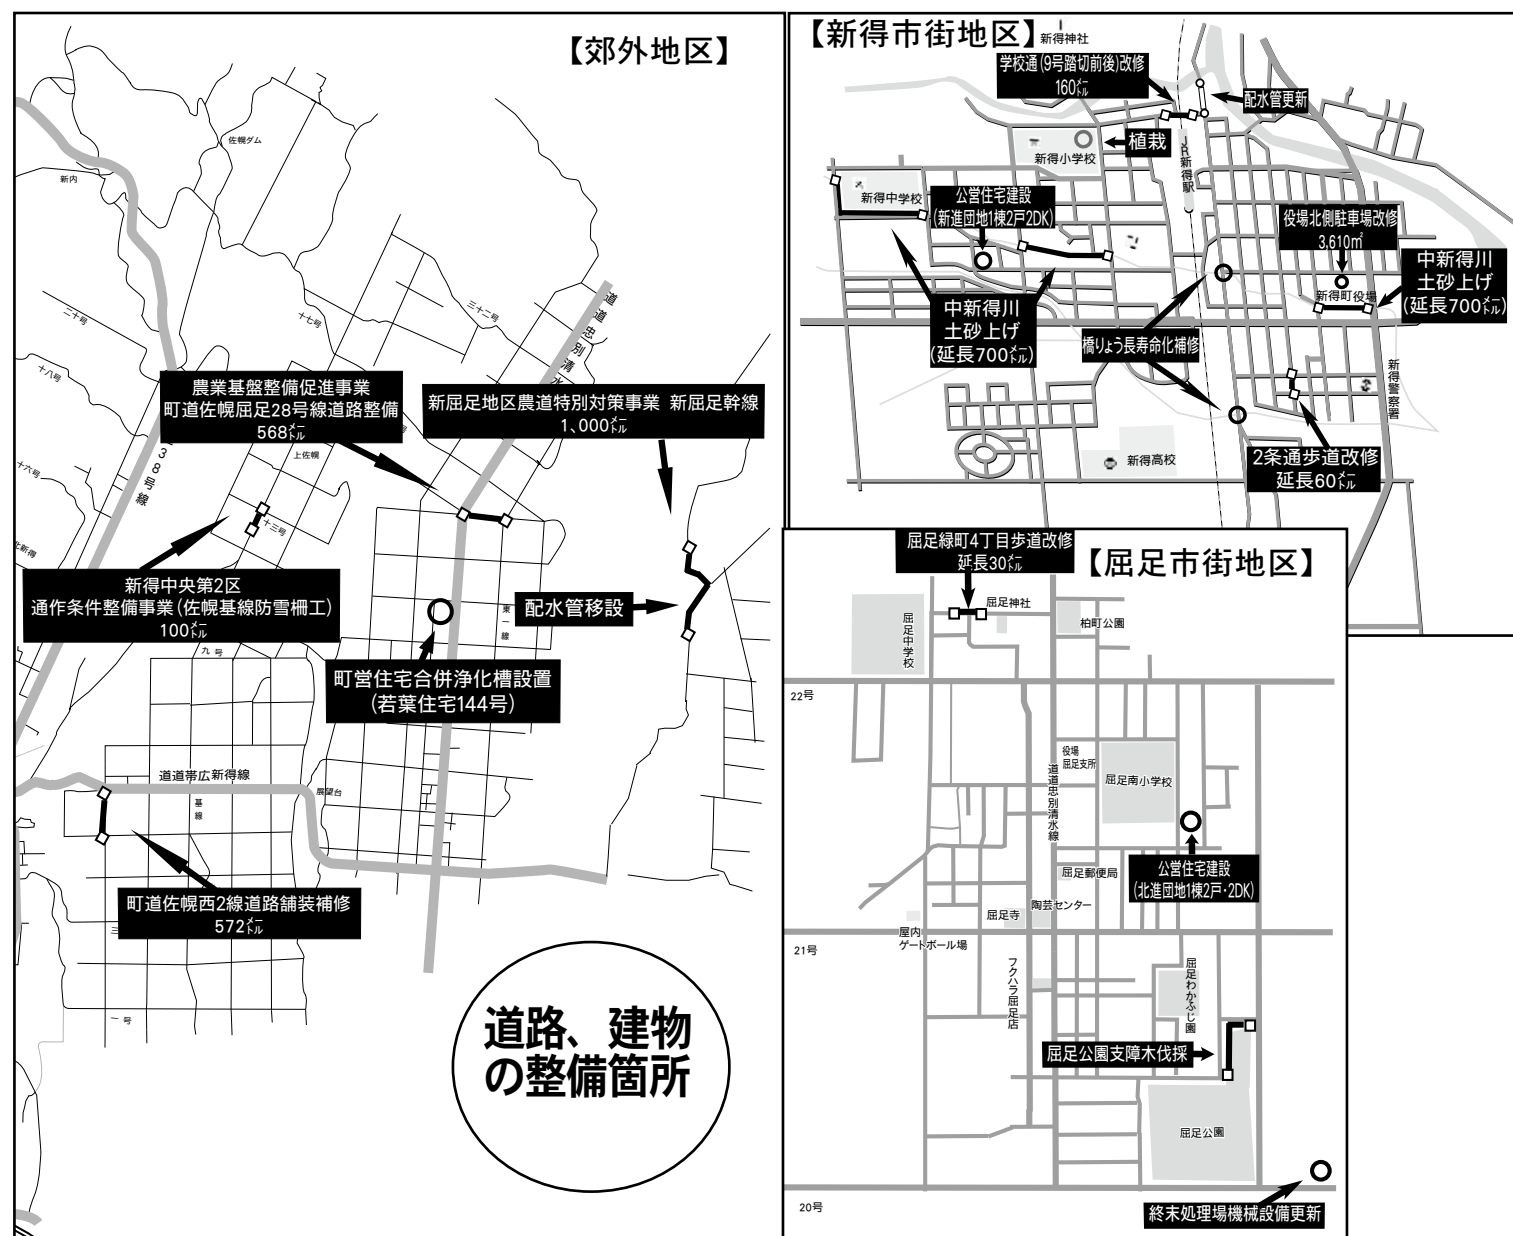 【郊外地区】
佐幌ダム
新内
二十号
十八号
十六号
十七号
三十二号
道道忠別清水
農業基盤整備促進事業
町道佐幌屈足28号線道路整備
568㍍
新屈足地区農道特別対策事業 新屈足幹線
1、000㍍
38号線
上佐幌
十三号
北新得
新得中央第2区
通作条件整備事業(佐幌基線防雪柵工)
100㍍
九号
東一線
配水管移設
町営住宅合併浄化槽設置
(若葉住宅144号)
道道帯広新得線
基線
展望台
町道佐幌西2線道路舗装補修
572㍍
三
一号
道路、建物
の整備箇所
【新得市街地区】
新得神社
学校通(9号踏切前後)改修
160㍍
配水管更新
植栽
新得小学校
JR新得駅
新得中学校
公営住宅建設
(新進団地1棟2戸2DK)
役場北側駐車場改修
3,610㎡
中新得川
土砂上げ
(延長700㍍)
新得町役場
中新得川
土砂上げ
(延長700㍍)
橋りょう長寿命化補修
新得警察署
新得高校
2条通歩道改修
延長60㍍
【屈足市街地区】
屈足緑町4丁目歩道改修
延長30㍍
屈足神社
屈足中学校
柏町公園
22号
役場
屈足支所
屈足南小学校
道道忠別清水線
公営住宅建設
(北進団地1棟2戸・2DK)
屈足郵便局
陶芸センター
屈足寺
屋内
ゲートボール場
21号
フクハラ屈足店
屈足わかふじ園
屈足公園支障木伐採
屈足公園
20号
終末処理場機械設備更新